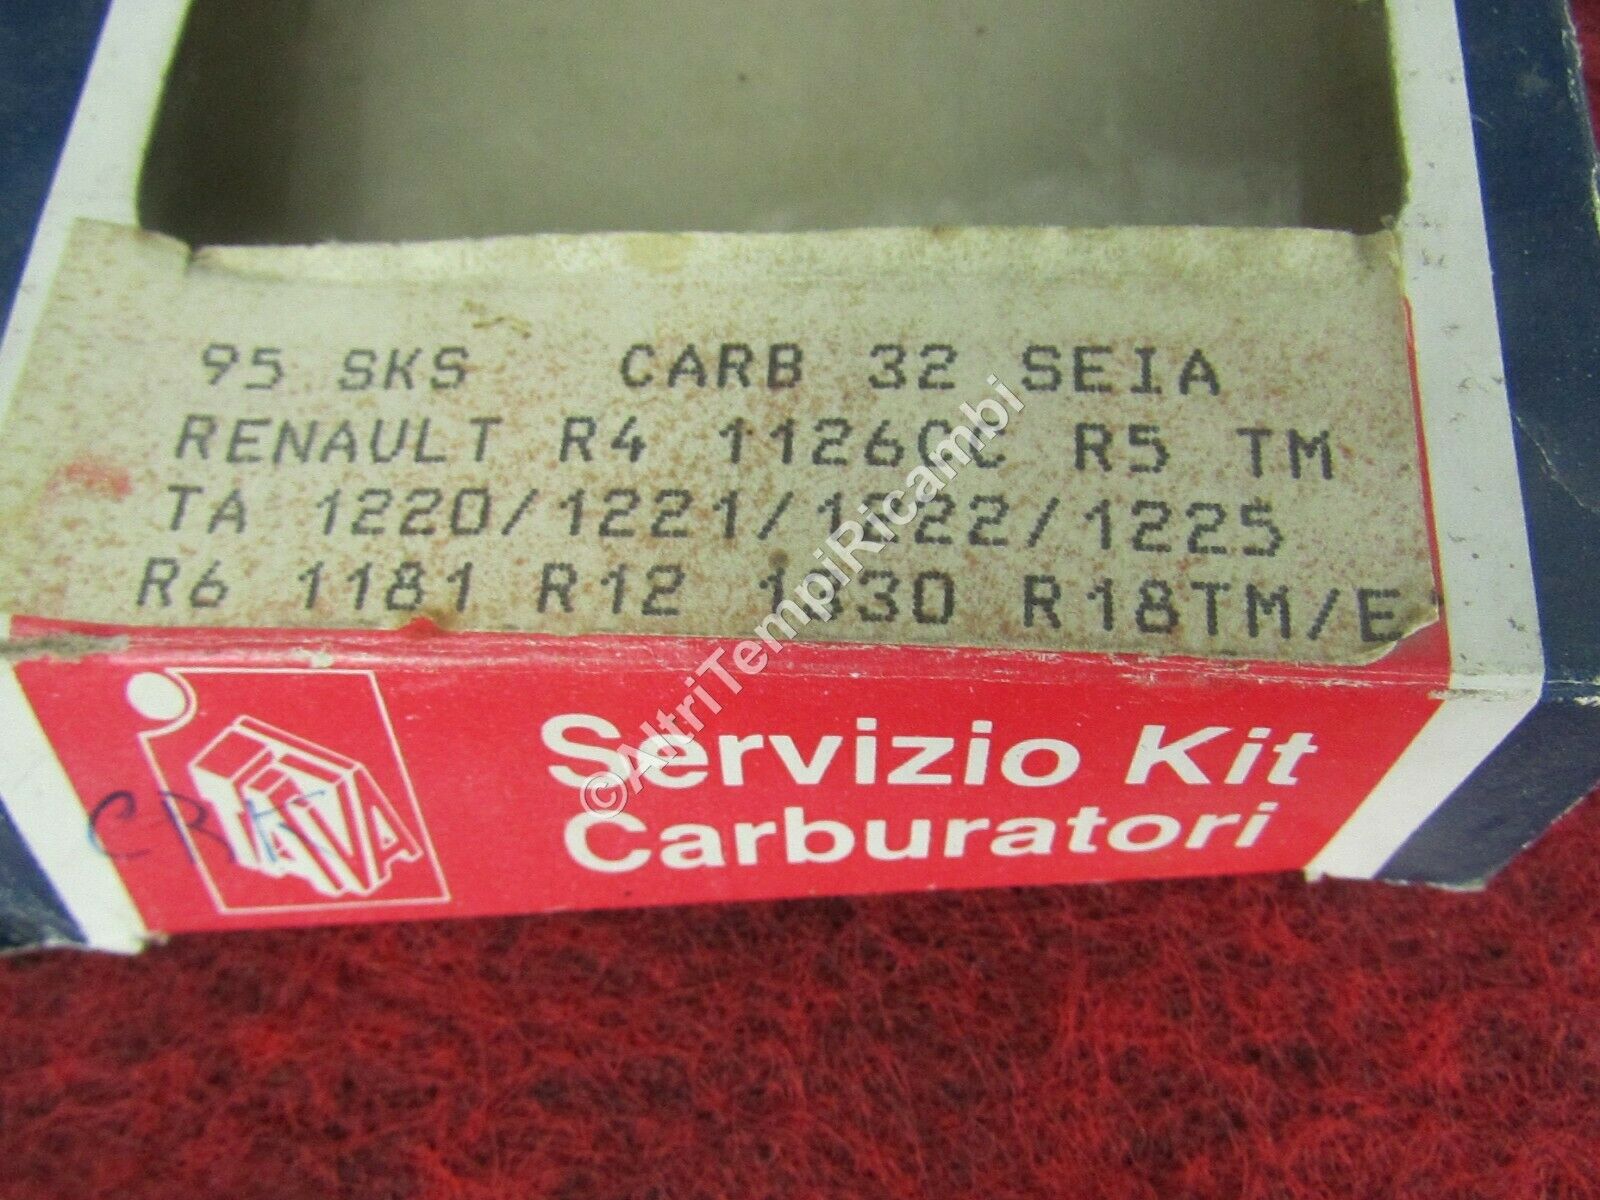 95 SKS CARB 32 SEIA
RENAULT R4 1126CC R5 TM
TA 1220/1221/1222/1225
R6 1181 R12 1330 R18TM/E
iAVA
Servizio Kit
Carburatori
©AltriTempiRicambi